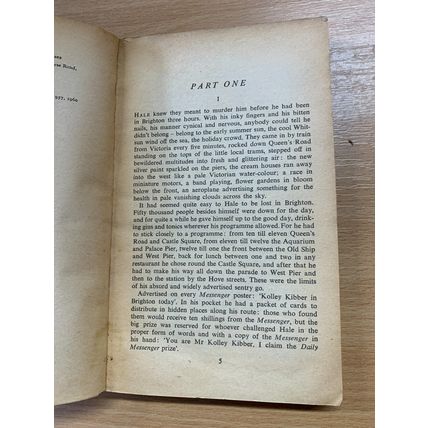 rse Road,
957, 1960
PART ONE
1
HALE knew they meant to murder him before he had been
in Brighton three hours. With his inky fingers and his bitten
nails, his manner cynical and nervous, anybody could tell he
didn't belong – belong to the early summer sun, the cool Whit-
sun wind off the sea, the holiday crowd. They came in by train
from Victoria every five minutes, rocked down Queen's Road
standing on the tops of the little local trams, stepped off in
bewildered multitudes into fresh and glittering air: the new
silver paint sparkled on the piers, the cream houses ran away
into the west like a pale Victorian water-colour; a race in
miniature motors, a band playing, flower gardens in bloom
below the front, an aeroplane advertising something for the
health in pale vanishing clouds across the sky.
It had seemed quite easy to Hale to be lost in Brighton.
Fifty thousand people besides himself were down for the day,
and for quite a while he gave himself up to the good day, drink-
ing gins and tonics wherever his programme allowed. For he had
to stick closely to a programme: from ten till eleven Queen's
Road and Castle Square, from eleven till twelve the Aquarium
and Palace Pier, twelve till one the front between the Old Ship
and West Pier, back for lunch between one and two in any
restaurant he chose round the Castle Square, and after that he
had to make his way all down the parade to West Pier and
then to the station by the Hove streets. These were the limits
of his absurd and widely advertised sentry go.
Advertised on every Messenger poster: 'Kolley Kibber in
Brighton today'. In his pocket he had a packet of cards to
distribute in hidden places along his route: those who found
them would receive ten shillings from the Messenger, but the
big prize was reserved for whoever challenged Hale in the
proper form of words and with a copy of the Messenger in
his hand: 'You are Mr Kolley Kibber, I claim the Daily
Messenger prize'.
5